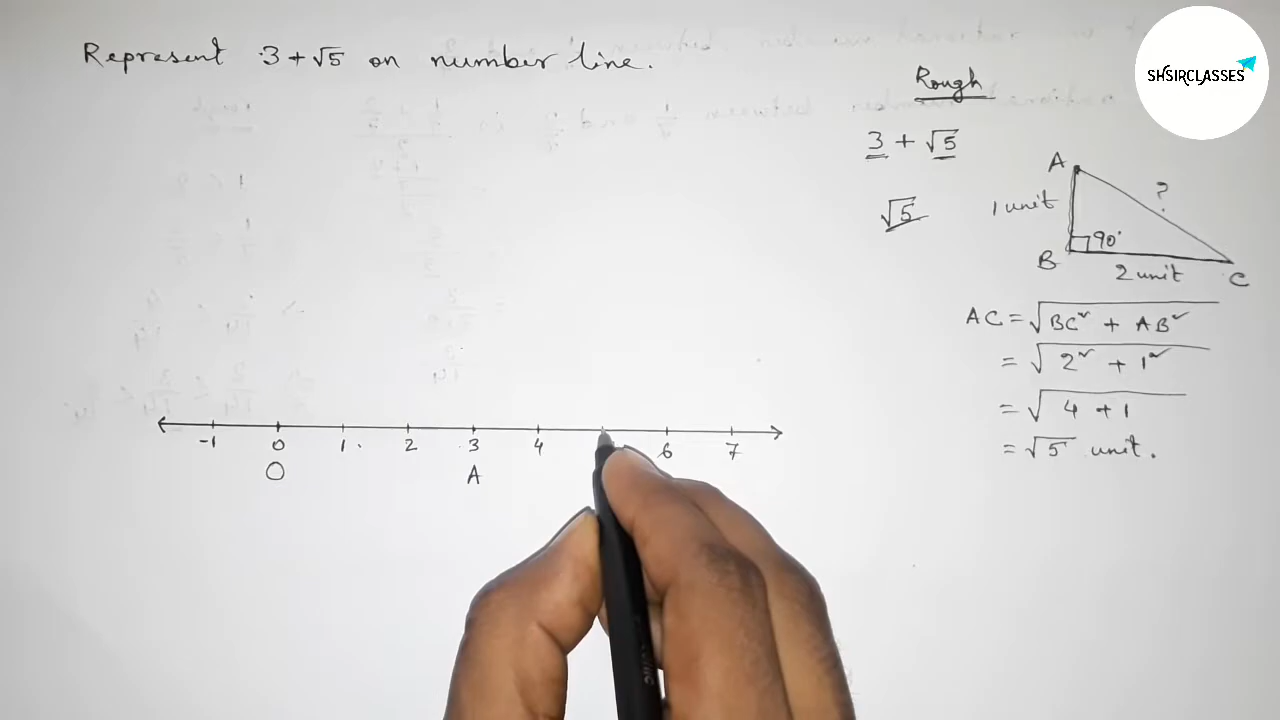 Represent 3 + √5 on number line.
SHSIRCLASSES
Rough
3 + √5
√5
A
1 unit
?
90°
B
2 unit
C
AC = √BC² + AB²
= √2² + 1²
= √4 + 1
= √5 unit.
-1 0 1 2 3 4 6 7
O A